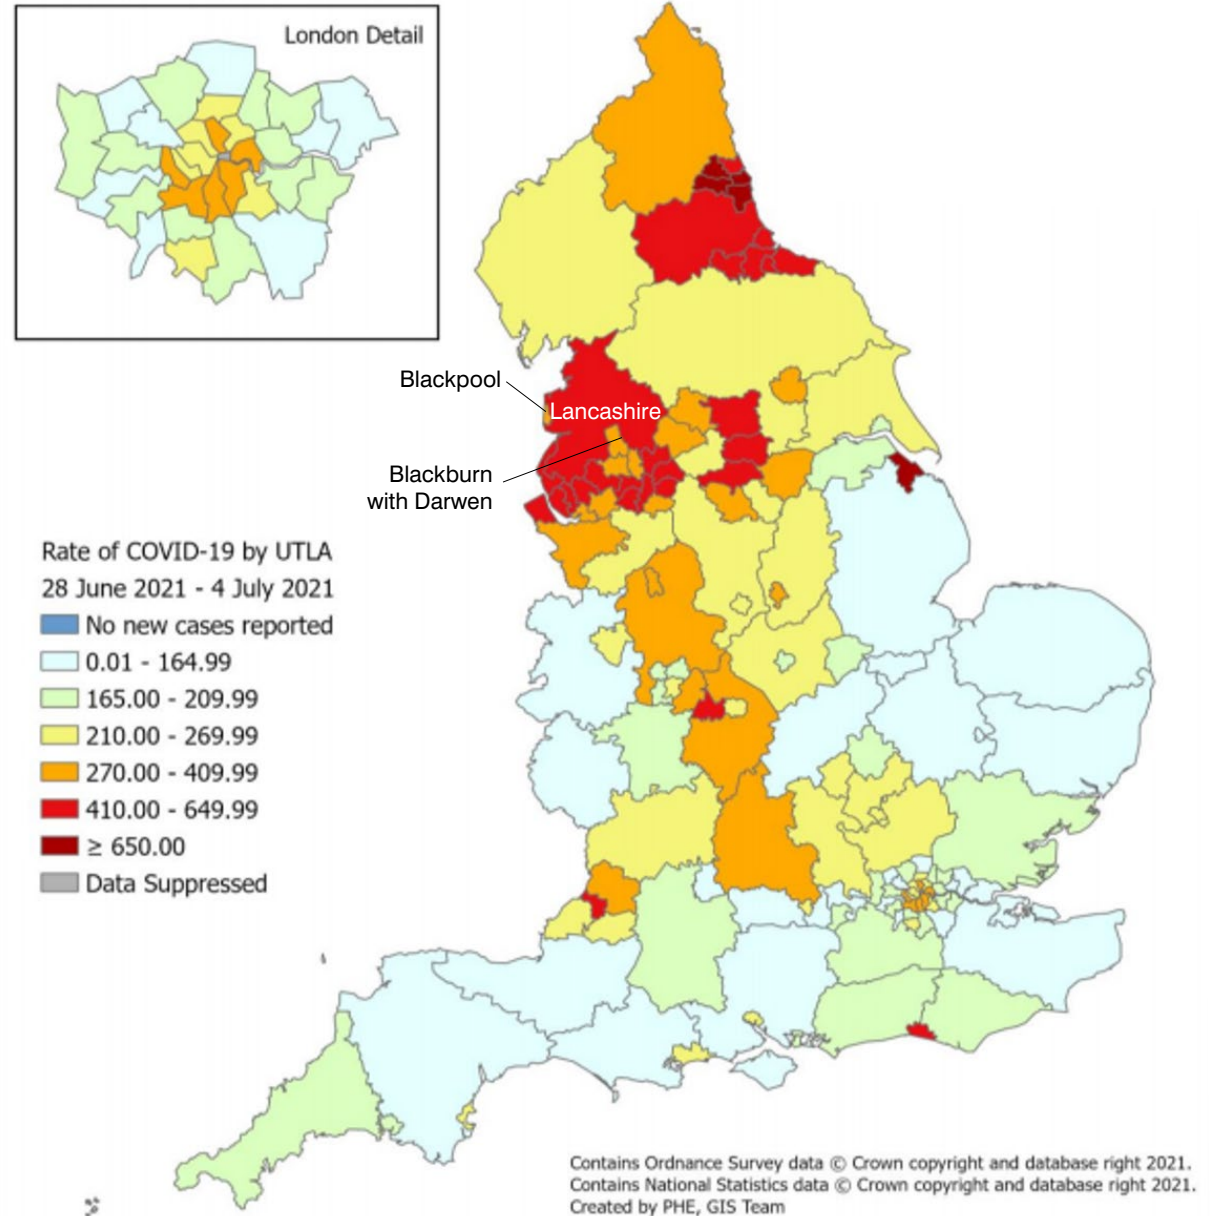 London Detail
Blackpool
Lancashire
Blackburn
with Darwen
Rate of COVID-19 by UTLA
28 June 2021 - 4 July 2021
No new cases reported
0.01 - 164.99
165.00 - 209.99
210.00 - 269.99
270.00 - 409.99
410.00 - 649.99
≥ 650.00
Data Suppressed
Contains Ordnance Survey data © Crown copyright and database right 2021.
Contains National Statistics data © Crown copyright and database right 2021.
Created by PHE, GIS Team